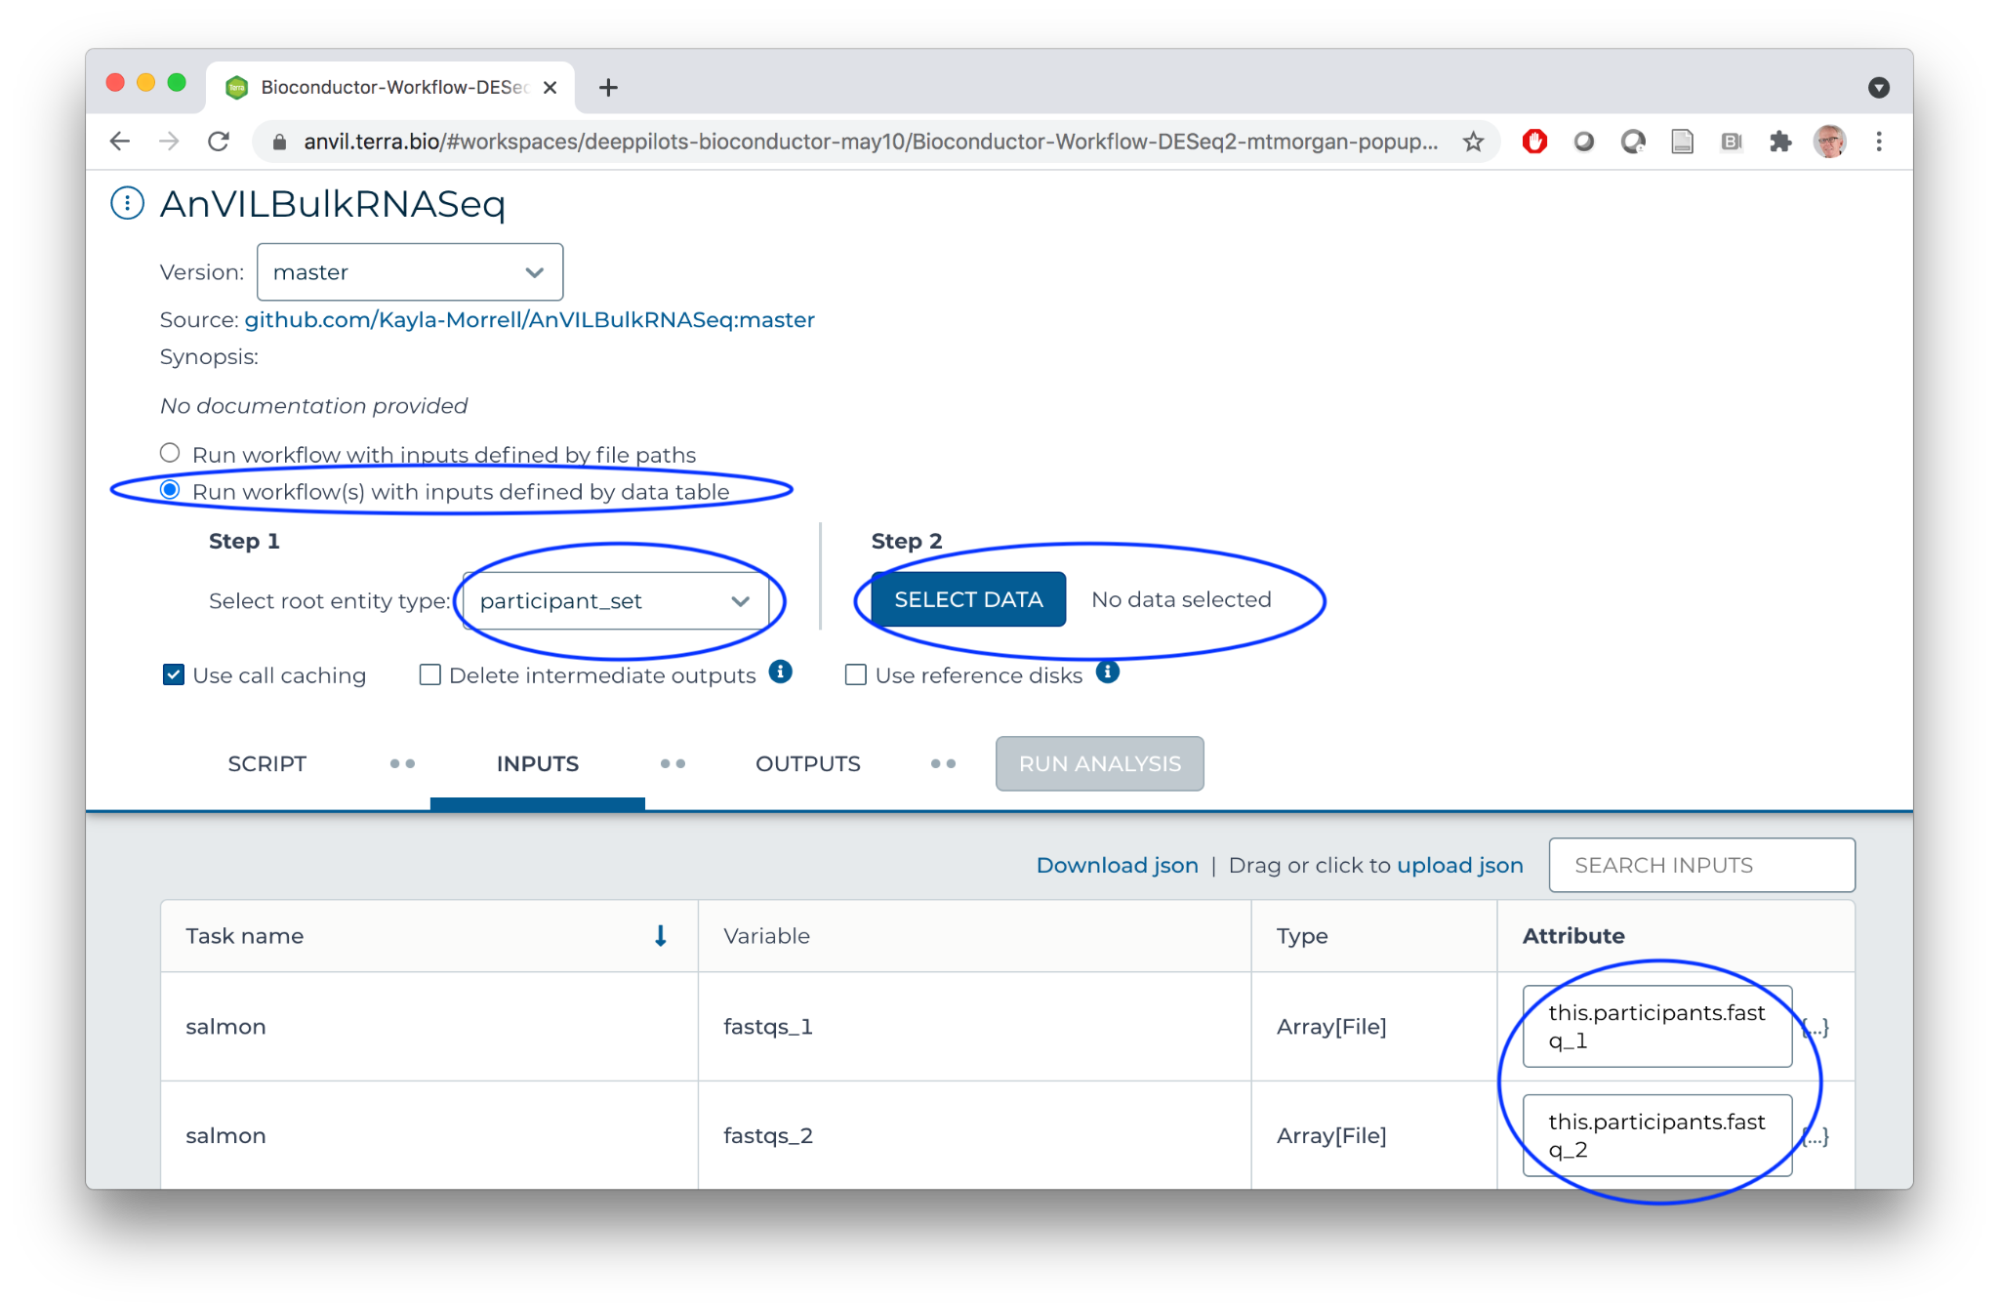 Bioconductor-Workflow-DESe
anvil.terra.bio/#workspaces/deeppilots-bioconductor-may10/Bioconductor-Workflow-DESeq2-mtmorgan-popup...
AnVILBulkRNASeq
Version: master
Source: github.com/Kayla-Morrell/AnVILBulkRNASeq:master
Synopsis:
No documentation provided
Run workflow with inputs defined by file paths
Run workflow(s) with inputs defined by data table
Step 1
Select root entity type: participant_set
Step 2
SELECT DATA No data selected
Use call caching Delete intermediate outputs Use reference disks
SCRIPT INPUTS OUTPUTS RUN ANALYSIS
Download json | Drag or click to upload json SEARCH INPUTS
Task name Variable Type Attribute
salmon fastqs_1 Array[File] this.participants.fast
q_1 {...}
salmon fastqs_2 Array[File] this.participants.fast
q_2 {...}